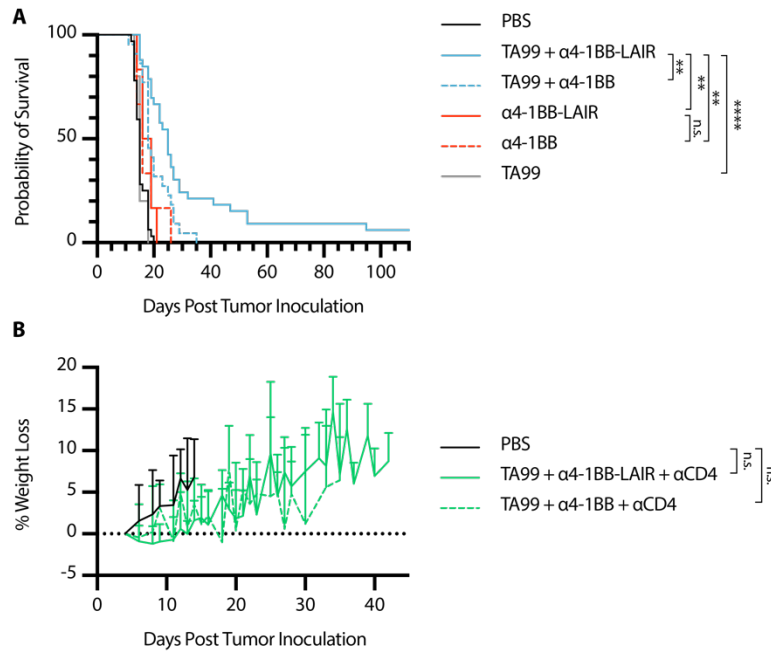 A
Probability of Survival
100
50
0
0 20 40 60 80 100
Days Post Tumor Inoculation
PBS
TA99 + α4-1BB-LAIR
TA99 + α4-1BB
α4-1BB-LAIR
α4-1BB
TA99
**
**
n.s.
**
****
B
% Weight Loss
20
15
10
5
0
-5
0 10 20 30 40
Days Post Tumor Inoculation
PBS
TA99 + α4-1BB-LAIR + αCD4
TA99 + α4-1BB + αCD4
n.s.
n.s.